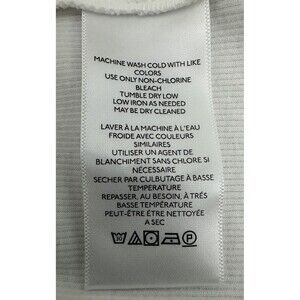 MACHINE WASH COLD WITH LIKE
COLORS
USE ONLY NON-CHLORINE
BLEACH
TUMBLE DRY LOW
LOW IRON AS NEEDED
MAY BE DRY CLEANED
LAVER À LA MACHINE À L'EAU
FROIDE AVEC COULEURS
SIMILAIRES
UTILISER UN AGENT DE
BLANCHIMENT SANS CHLORE SI
NÉCESSAIRE
SECHER PAR CULBUTAGE À BASSE
TEMPÉRATURE
REPASSER, AU BESOIN, À TRÉS
BASSE TEMPÉRATURE
PEUT-ÊTRE ÊTRE NETTOYÉE
A SEC